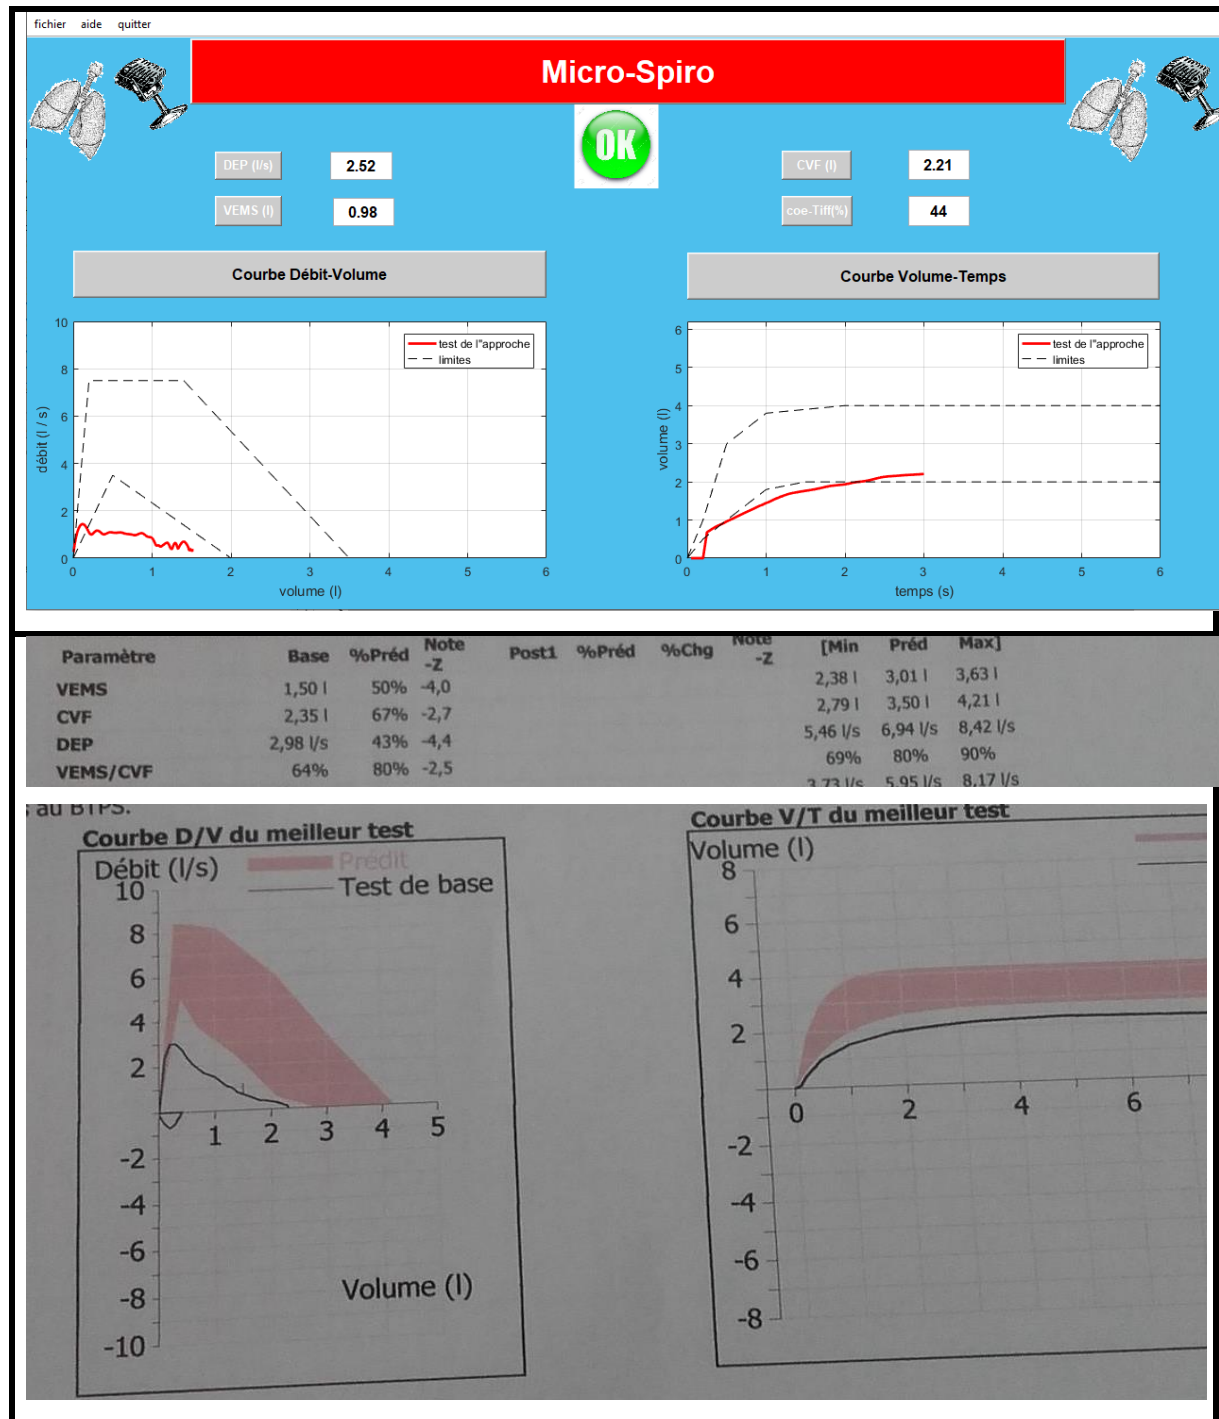 fichier aide quitter
Micro-Spiro
OK
DEP (l/s) 2.52
CVF (l) 2.21
VEMS (l) 0.98
coe-Tiff(%) 44
Courbe Débit-Volume
Courbe Volume-Temps
10
8
6
4
2
0
0 1 2 3 4 5 6
débit (l / s)
volume (l)
test de l"approche
limites
6
5
4
3
2
1
0
0 1 2 3 4 5 6
volume (l)
temps (s)
test de l"approche
limites
Paramètre Base %Préd Note -Z Post1 %Préd %Chg Note -Z [Min Préd Max]
VEMS 1,50 l 50% -4,0 2,38 l 3,01 l 3,63 l
CVF 2,35 l 67% -2,7 2,79 l 3,50 l 4,21 l
DEP 2,98 l/s 43% -4,4 5,46 l/s 6,94 l/s 8,42 l/s
VEMS/CVF 64% 80% -2,5 69% 80% 90%
3,73 l/s 5,95 l/s 8,17 l/s
au BTPS.
Courbe D/V du meilleur test
Débit (l/s)
Prédit
Test de base
10
8
6
4
2
1 2 3 4 5
-2
-4
-6
-8
-10
Volume (l)
Courbe V/T du meilleur test
Volume (l)
8
6
4
2
0 2 4 6
-2
-4
-6
-8